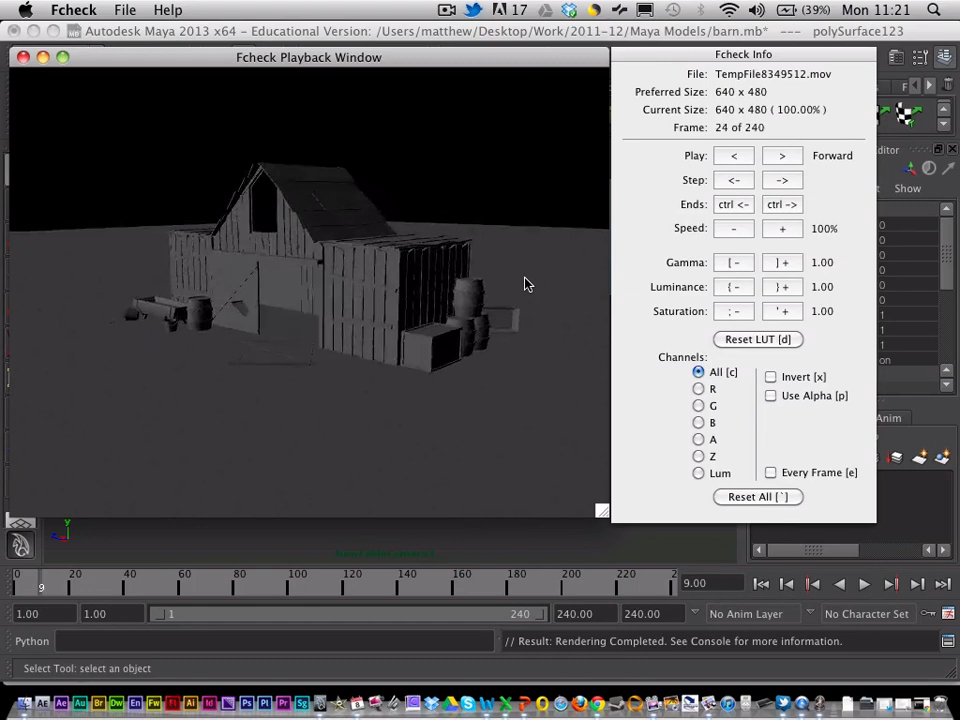 Fcheck File Help
17
(39%) Mon 11:21
Autodesk Maya 2013 x64 - Educational Version: /Users/matthew/Desktop/Work/2011-12/Maya Models/barn.mb* --- polySurface123
Fcheck Playback Window
Fcheck Info
File: TempFile8349512.mov
Preferred Size: 640 x 480
Current Size: 640 x 480 ( 100.00% )
Frame: 24 of 240
Play: < > Forward
Step: <- ->
Ends: ctrl <- ctrl ->
Speed: - + 100%
Gamma: [ - ] + 1.00
Luminance: { - } + 1.00
Saturation: ; - ' + 1.00
Reset LUT [d]
Channels:
All [c]
R
G
B
A
Z
Lum
Invert [x]
Use Alpha [p]
Every Frame [e]
Reset All [`]
Show
Anim
Y
0 20 40 60 80 100 120 140 160 180 200 220 2
9
9.00
1.00 1.00 1 240 240.00 240.00 No Anim Layer No Character Set
Python // Result: Rendering Completed. See Console for more information.
Select Tool: select an object